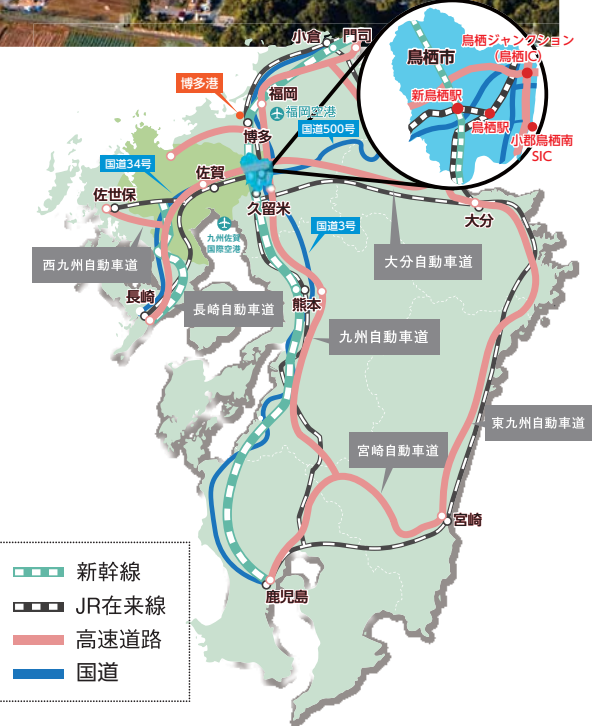 小倉
門司
博多港
福岡
福岡空港
博多
国道500号
国道34号
佐賀
佐世保
久留米
九州佐賀
国際空港
国道3号
大分
西九州自動車道
大分自動車道
長崎
長崎自動車道
熊本
九州自動車道
東九州自動車道
宮崎自動車道
宮崎
鹿児島
鳥栖市
鳥栖ジャンクション
(鳥栖IC)
新鳥栖駅
鳥栖駅
小郡鳥栖南
SIC
新幹線
JR在来線
高速道路
国道